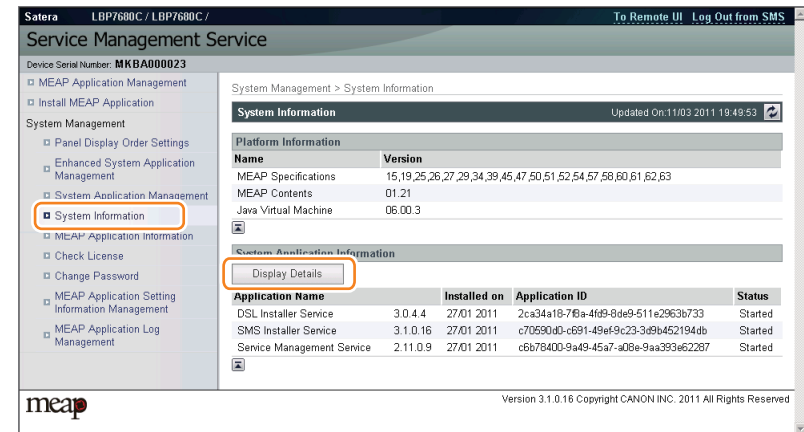 Satera LBP7680C / LBP7680C / To Remote UI Log Out from SMS
Service Management Service
Device Serial Number: MKBA000023
MEAP Application Management
Install MEAP Application
System Management
Panel Display Order Settings
Enhanced System Application
Management
System Application Management
System Information
MEAP Application Information
Check License
Change Password
MEAP Application Setting
Information Management
MEAP Application Log
Management
System Management > System Information
System Information Updated On:11/03 2011 19:49:53
Platform Information
Name Version
MEAP Specifications 15,19,25,26,27,29,34,39,45,47,50,51,52,54,57,58,60,61,62,63
MEAP Contents 01.21
Java Virtual Machine 06.00.3
System Application Information
Display Details
Application Name Installed on Application ID Status
DSL Installer Service 3.0.4.4 27/01 2011 2ca34a18-7f8a-4fd9-8de9-511e2963b733 Started
SMS Installer Service 3.1.0.16 27/01 2011 c70590d0-c691-49ef-9c23-3d9b452194db Started
Service Management Service 2.11.0.9 27/01 2011 c6b78400-9a49-45a7-a08e-9aa393e62287 Started
meap
Version 3.1.0.16 Copyright CANON INC. 2011 All Rights Reserved